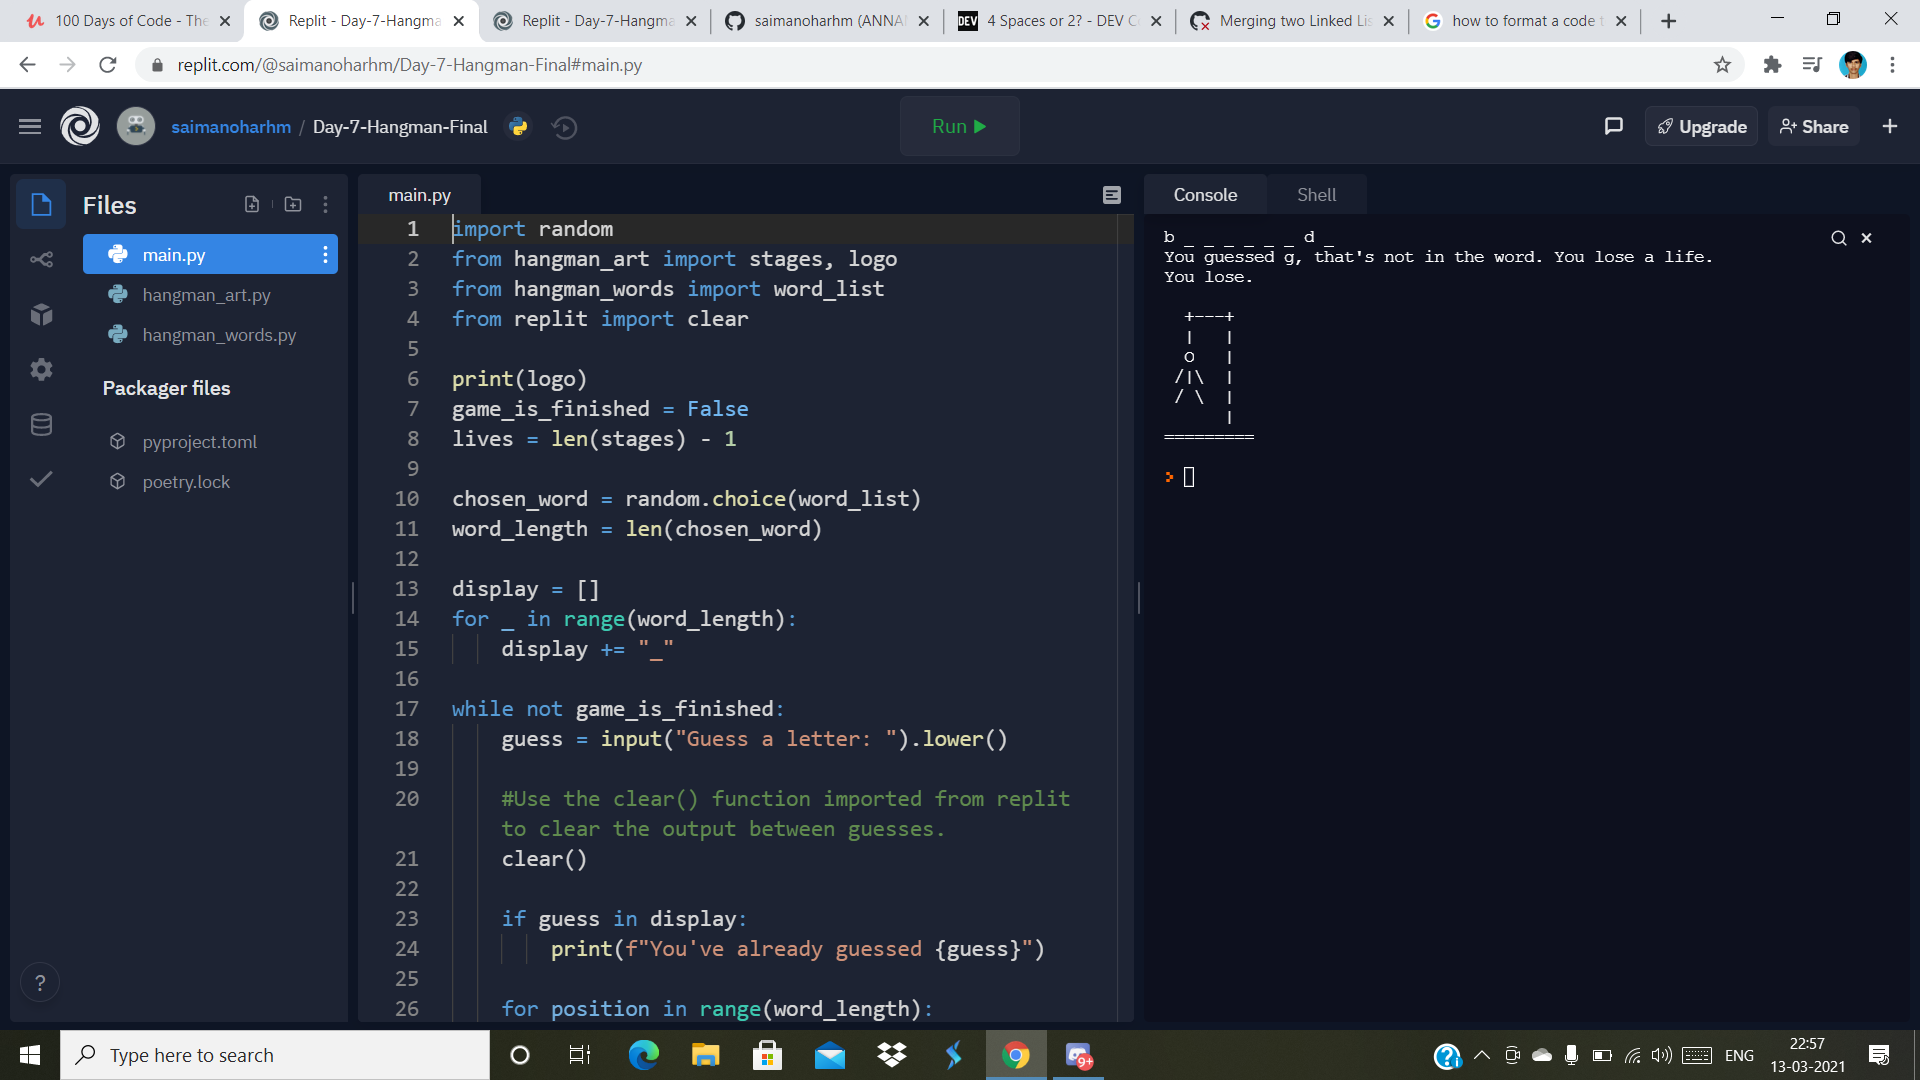 100 Days of Code - The
Replit - Day-7-Hangma
Replit - Day-7-Hangma
saimanoharhm (ANNA
4 Spaces or 2? - DEV C
Merging two Linked Lis
how to format a code t
replit.com/@saimanoharhm/Day-7-Hangman-Final#main.py
saimanoharhm / Day-7-Hangman-Final
Run
Upgrade
Share
Files
main.py
hangman_art.py
hangman_words.py
Packager files
pyproject.toml
poetry.lock
main.py
1 import random
2 from hangman_art import stages, logo
3 from hangman_words import word_list
4 from replit import clear
5
6 print(logo)
7 game_is_finished = False
8 lives = len(stages) - 1
9
10 chosen_word = random.choice(word_list)
11 word_length = len(chosen_word)
12
13 display = []
14 for _ in range(word_length):
15     display += "_"
16
17 while not game_is_finished:
18     guess = input("Guess a letter: ").lower()
19
20     #Use the clear() function imported from replit
to clear the output between guesses.
21     clear()
22
23     if guess in display:
24         print(f"You've already guessed {guess}")
25
26     for position in range(word_length):
Console
Shell
b _ _ _ _ _ _ d _
You guessed g, that's not in the word. You lose a life.
You lose.
  +---+
  |   |
  O   |
 /|\  |
 / \  |
      |
=========
>
?
Type here to search
9+
ENG
22:57
13-03-2021